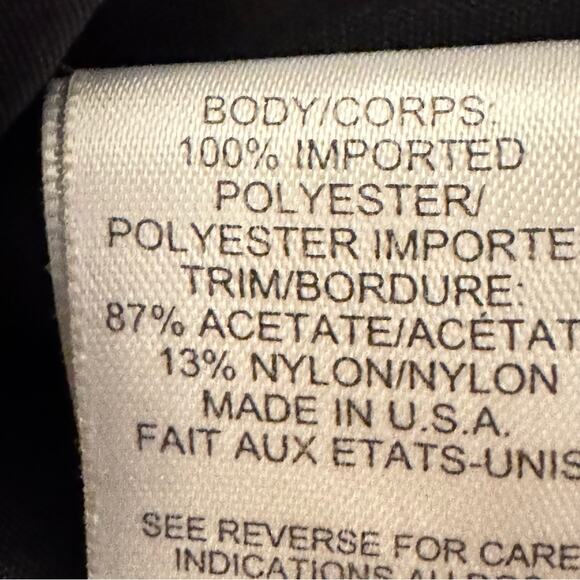 BODY/CORPS:
100% IMPORTED
POLYESTER/
POLYESTER IMPORTE
TRIM/BORDURE:
87% ACETATE/ACÉTAT
13% NYLON/NYLON
MADE IN U.S.A.
FAIT AUX ETATS-UNIS
SEE REVERSE FOR CARE
INDICATIONS